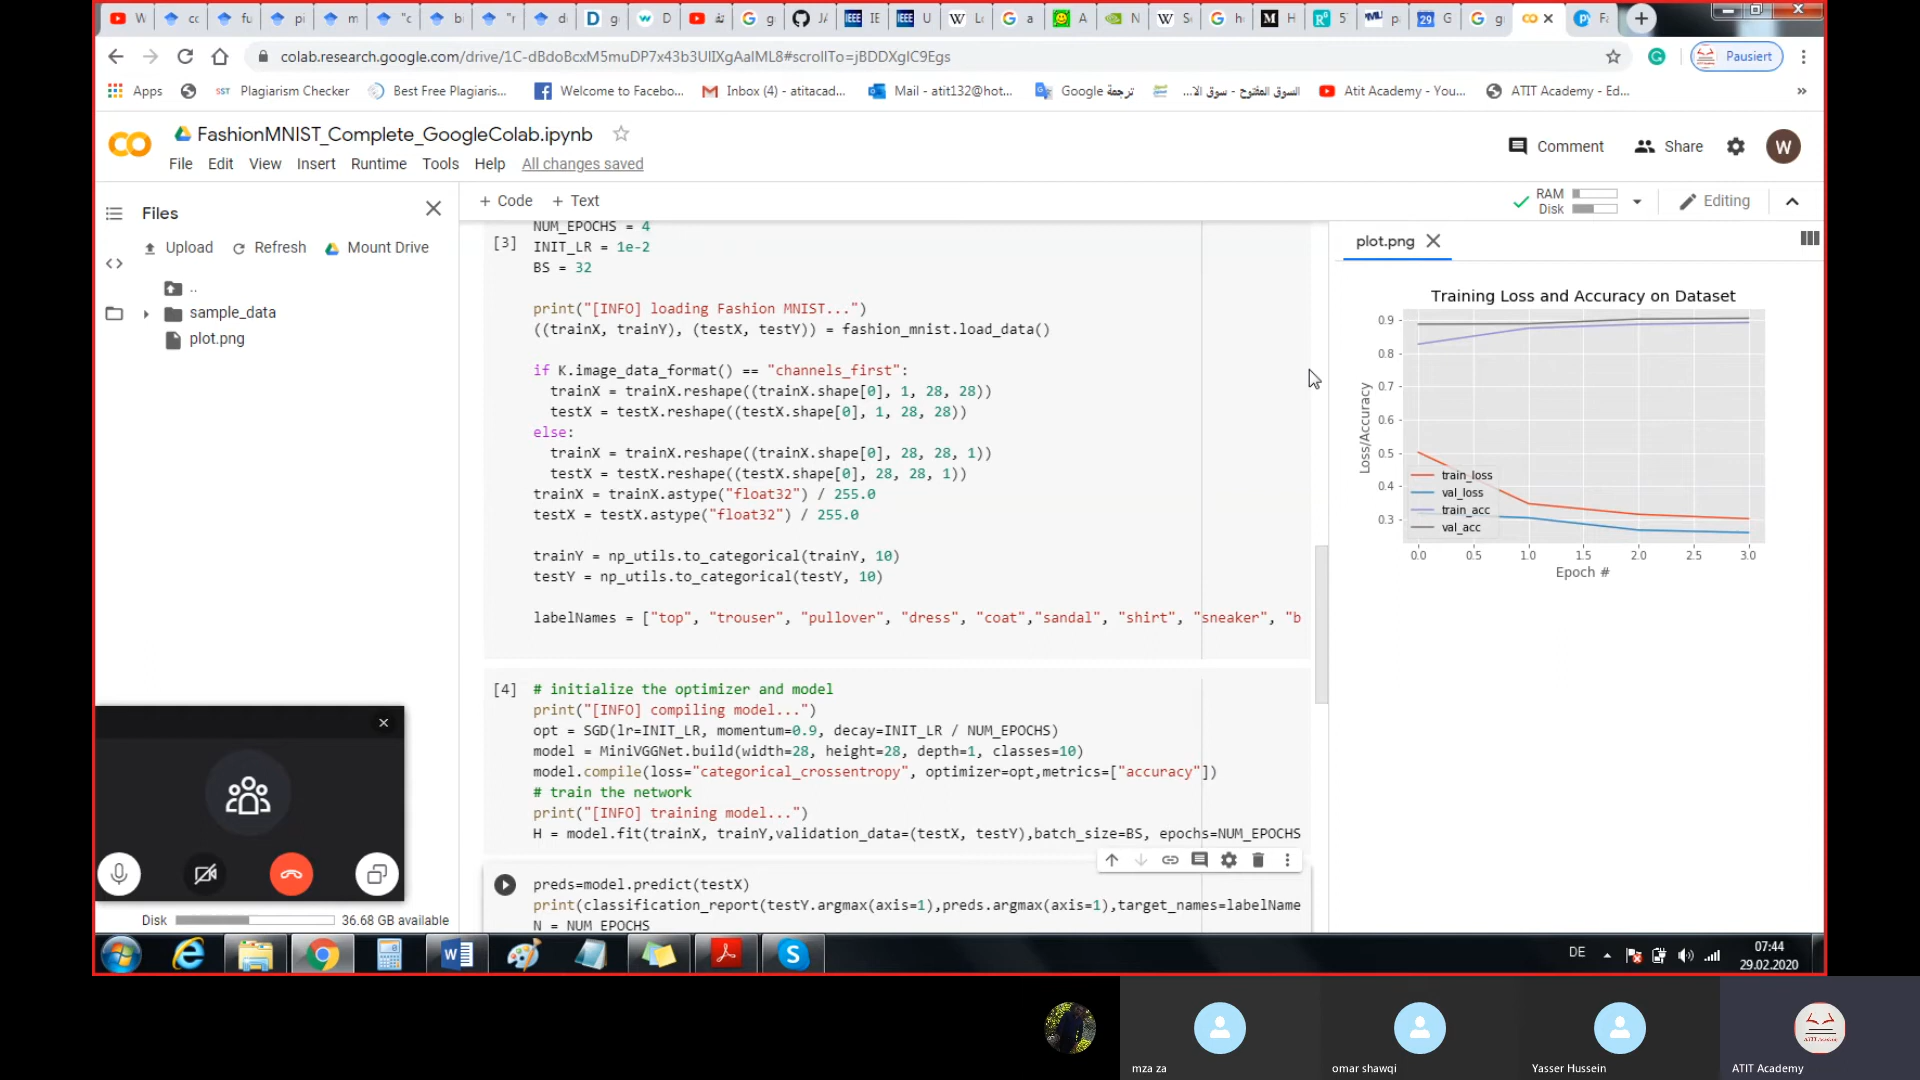 colab.research.google.com/drive/1C-dBdoBcxM5muDP7x43b3UlIXgAaIML8#scrollTo=jBDDXglC9Egs
Pausiert
Apps
SST Plagiarism Checker
Best Free Plagiaris...
Welcome to Facebo...
Inbox (4) - atitacad...
Mail - atit132@hot...
ترجمة Google
السوق المفتوح - سوق الا...
Atit Academy - You...
ATIT Academy - Ed...
»
CO FashionMNIST_Complete_GoogleColab.ipynb
Comment
Share
W
File Edit View Insert Runtime Tools Help All changes saved
Files
+ Code + Text
RAM
Disk
Editing
Upload Refresh Mount Drive
..
sample_data
plot.png
[3]
NUM_EPOCHS = 4
INIT_LR = 1e-2
BS = 32
print("[INFO] loading Fashion MNIST...")
((trainX, trainY), (testX, testY)) = fashion_mnist.load_data()
if K.image_data_format() == "channels_first":
trainX = trainX.reshape((trainX.shape[0], 1, 28, 28))
testX = testX.reshape((testX.shape[0], 1, 28, 28))
else:
trainX = trainX.reshape((trainX.shape[0], 28, 28, 1))
testX = testX.reshape((testX.shape[0], 28, 28, 1))
trainX = trainX.astype("float32") / 255.0
testX = testX.astype("float32") / 255.0
trainY = np_utils.to_categorical(trainY, 10)
testY = np_utils.to_categorical(testY, 10)
labelNames = ["top", "trouser", "pullover", "dress", "coat","sandal", "shirt", "sneaker", "b
[4] # initialize the optimizer and model
print("[INFO] compiling model...")
opt = SGD(lr=INIT_LR, momentum=0.9, decay=INIT_LR / NUM_EPOCHS)
model = MiniVGGNet.build(width=28, height=28, depth=1, classes=10)
model.compile(loss="categorical_crossentropy", optimizer=opt,metrics=["accuracy"])
# train the network
print("[INFO] training model...")
H = model.fit(trainX, trainY,validation_data=(testX, testY),batch_size=BS, epochs=NUM_EPOCHS
preds=model.predict(testX)
print(classification_report(testY.argmax(axis=1),preds.argmax(axis=1),target_names=labelName
N = NUM_EPOCHS
plot.png
Training Loss and Accuracy on Dataset
Loss/Accuracy
0.9
0.8
0.7
0.6
0.5
0.4
0.3
train_loss
val_loss
train_acc
val_acc
0.0 0.5 1.0 1.5 2.0 2.5 3.0
Epoch #
Disk 36.68 GB available
DE
07:44
29.02.2020
mza za
omar shawqi
Yasser Hussein
ATIT Academy